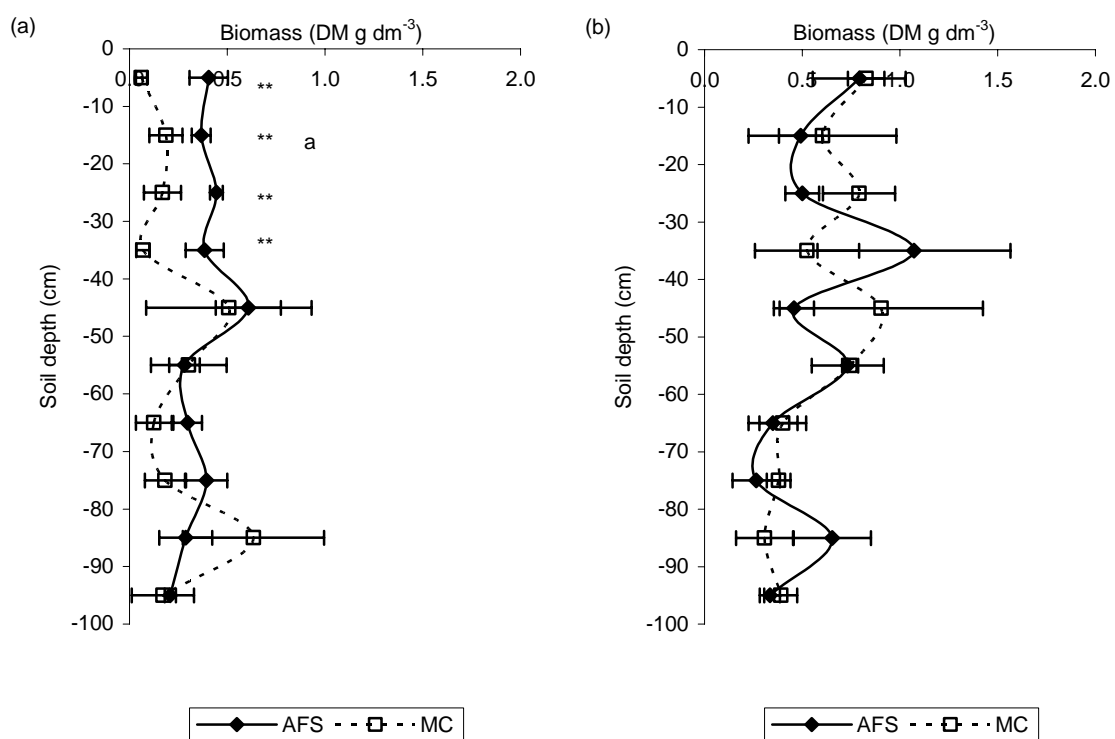 (a)
Biomass (DM g dm⁻³)
0.0 0.5 1.0 1.5 2.0
0
-10
-20
-30
-40
-50
-60
-70
-80
-90
-100
Soil depth (cm)
**
** a
**
**
AFS MC
(b)
Biomass (DM g dm⁻³)
0.0 0.5 1.0 1.5 2.0
0
-10
-20
-30
-40
-50
-60
-70
-80
-90
-100
Soil depth (cm)
AFS MC